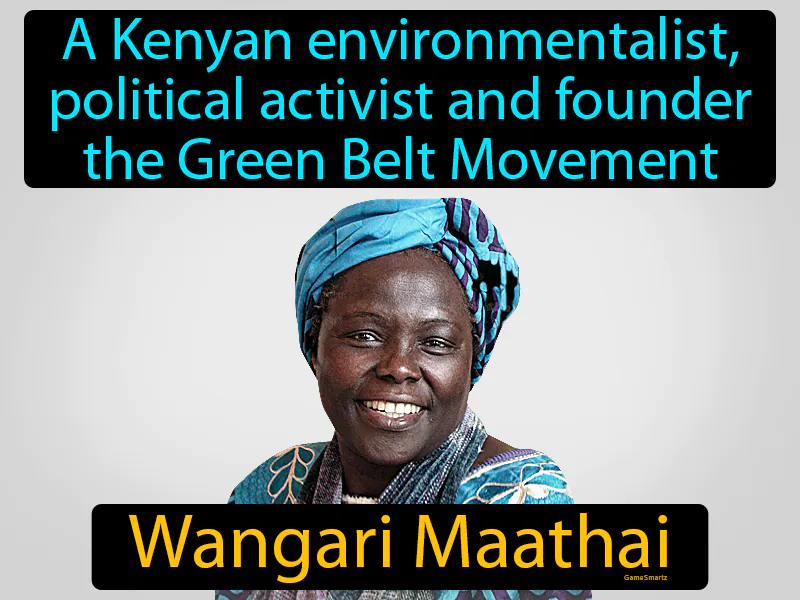 A Kenyan environmentalist,
political activist and founder
the Green Belt Movement
Wangari Maathai
GameSmartz